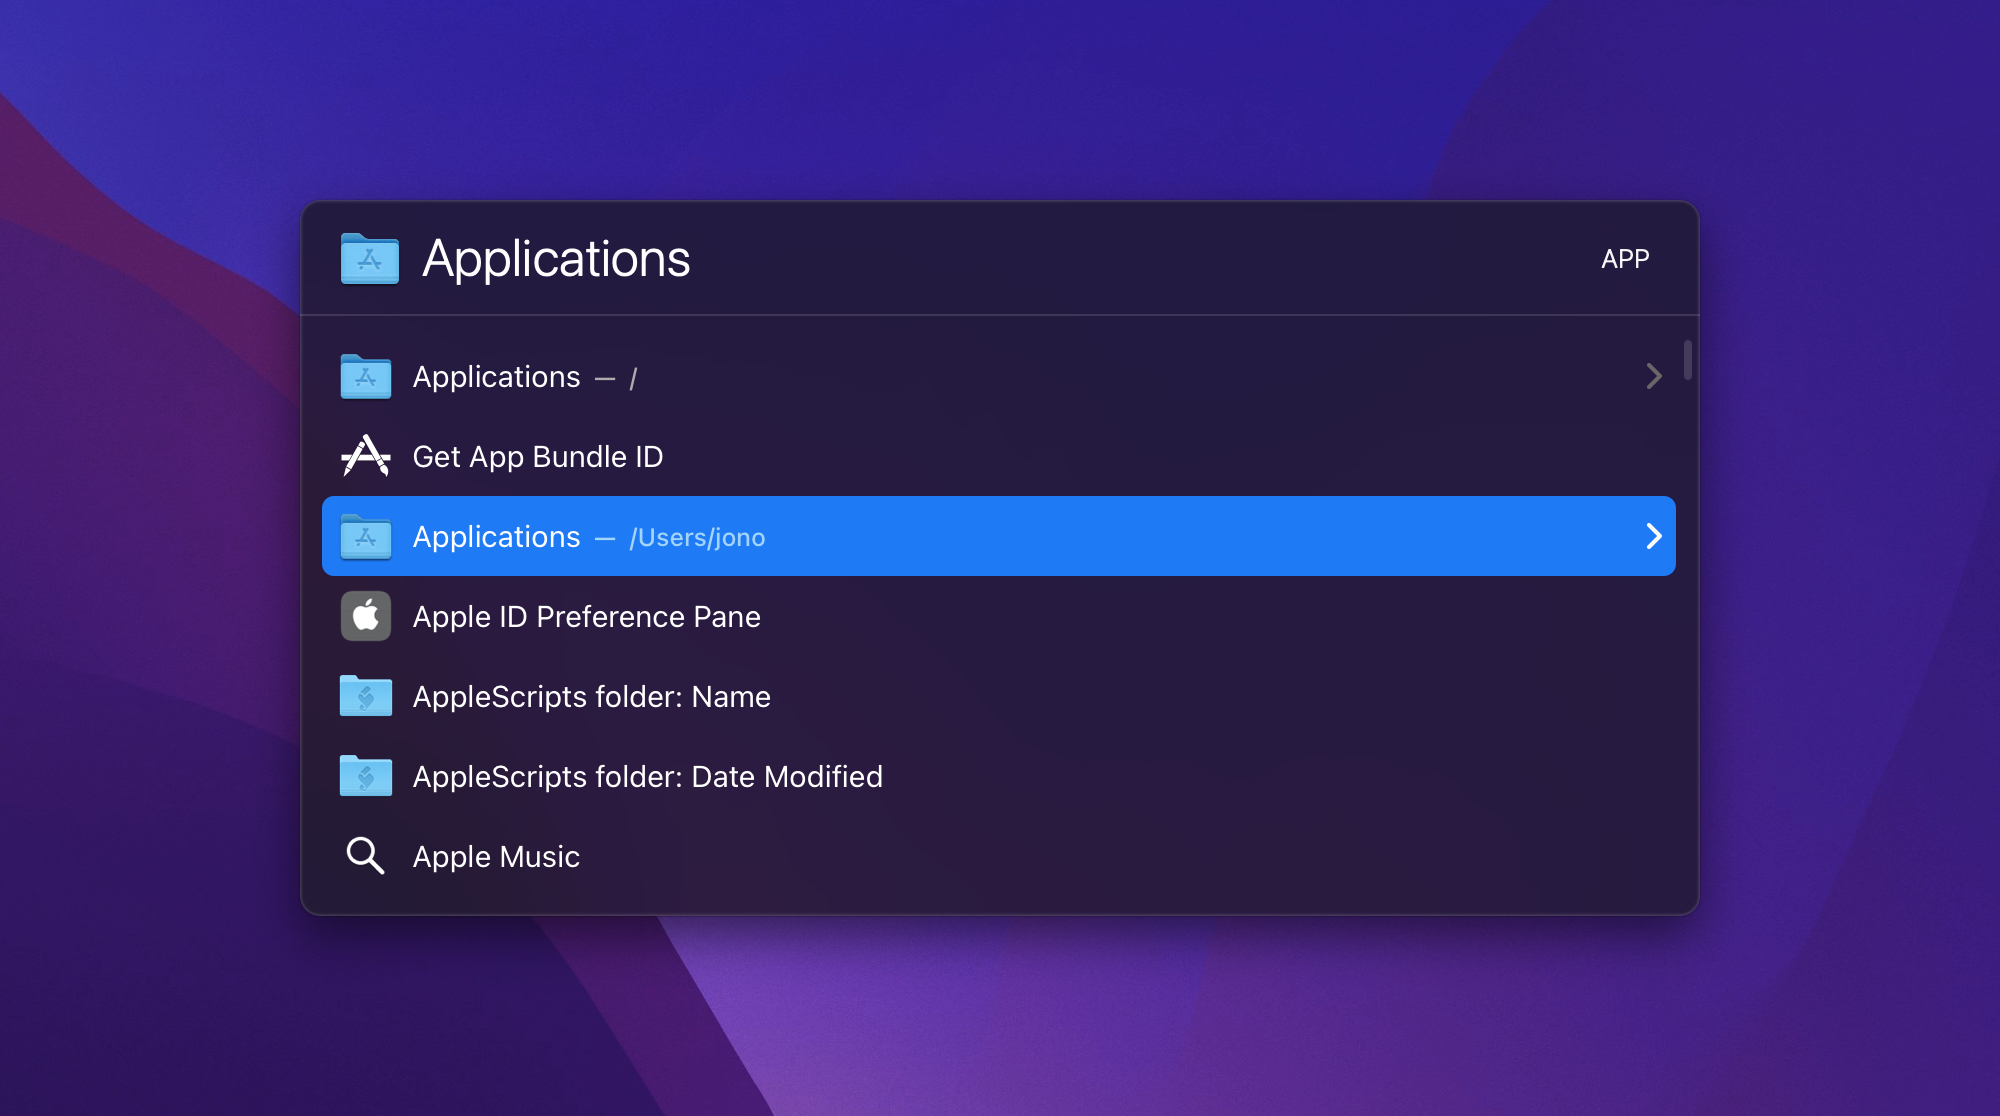 Applications APP
Applications — /
Get App Bundle ID
Applications — /Users/jono
Apple ID Preference Pane
AppleScripts folder: Name
AppleScripts folder: Date Modified
Apple Music